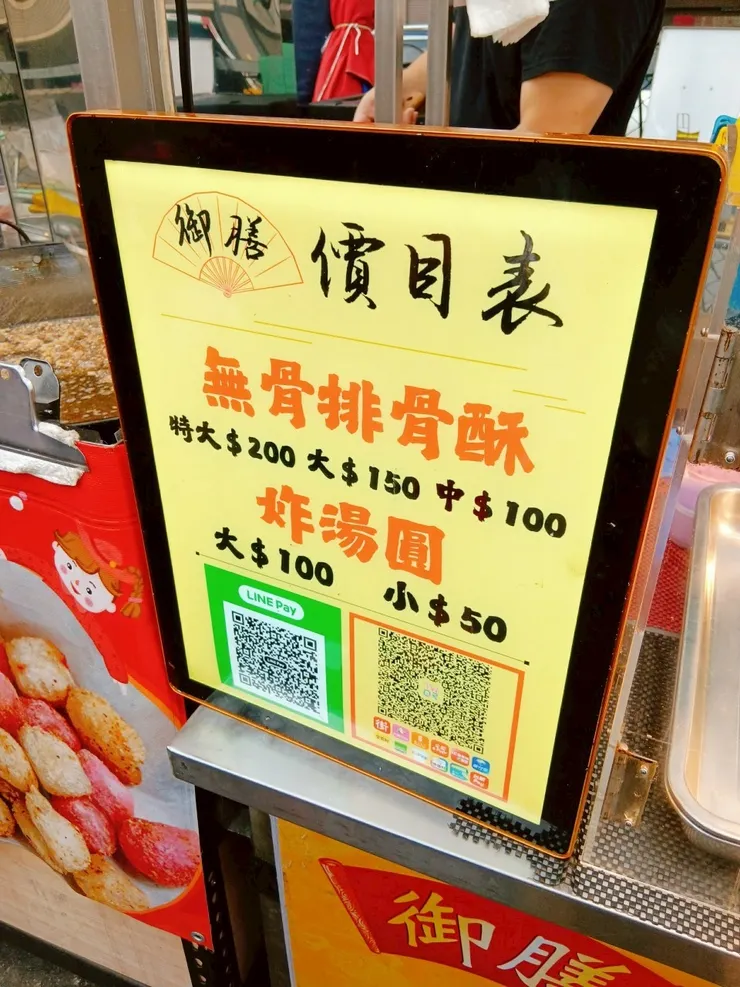 御膳 價目表
無骨排骨酥
特大$200 大$150 中$100
炸湯圓
大$100 小$50
LINE Pay
街
御膳